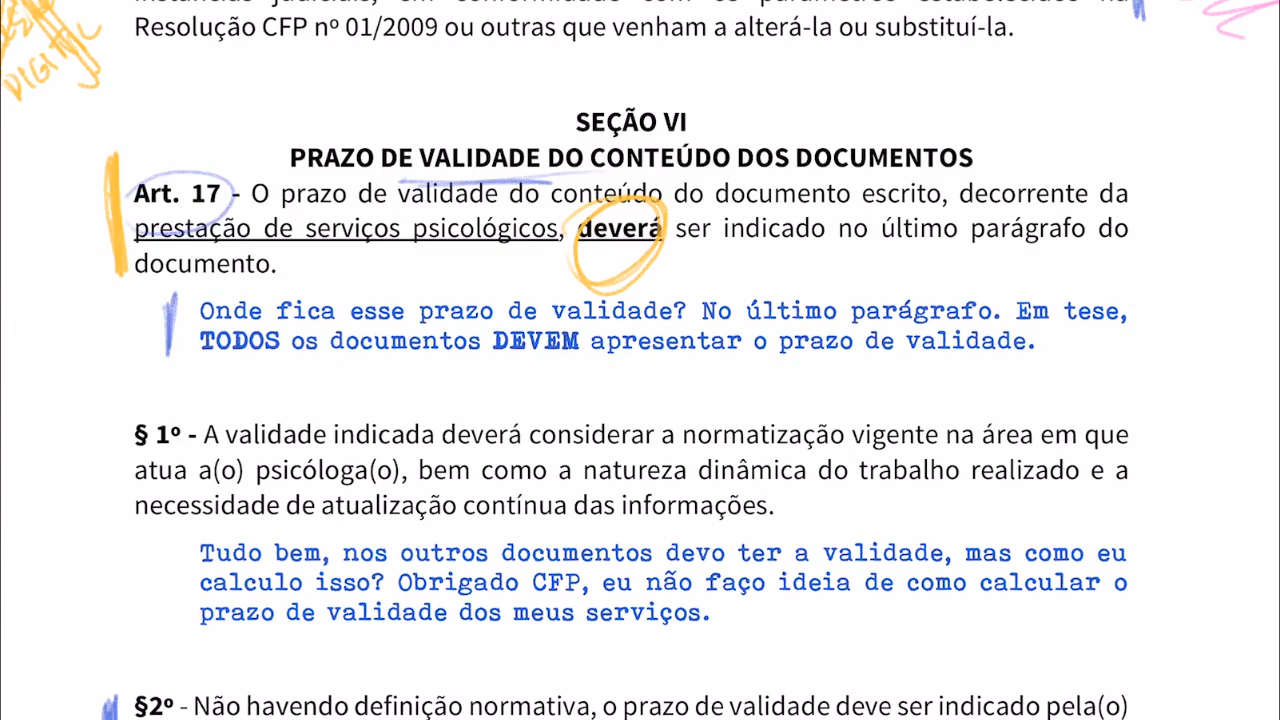 Resolução CFP nº 01/2009 ou outras que venham a alterá-la ou substituí-la.
DIGITAL
SEÇÃO VI
PRAZO DE VALIDADE DO CONTEÚDO DOS DOCUMENTOS
Art. 17 - O prazo de validade do conteúdo do documento escrito, decorrente da
prestação de serviços psicológicos, deverá ser indicado no último parágrafo do
documento.
Onde fica esse prazo de validade? No último parágrafo. Em tese,
TODOS os documentos DEVEM apresentar o prazo de validade.
§ 1º - A validade indicada deverá considerar a normatização vigente na área em que
atua a(o) psicóloga(o), bem como a natureza dinâmica do trabalho realizado e a
necessidade de atualização contínua das informações.
Tudo bem, nos outros documentos devo ter a validade, mas como eu
calculo isso? Obrigado CFP, eu não faço ideia de como calcular o
prazo de validade dos meus serviços.
§2º - Não havendo definição normativa, o prazo de validade deve ser indicado pela(o)